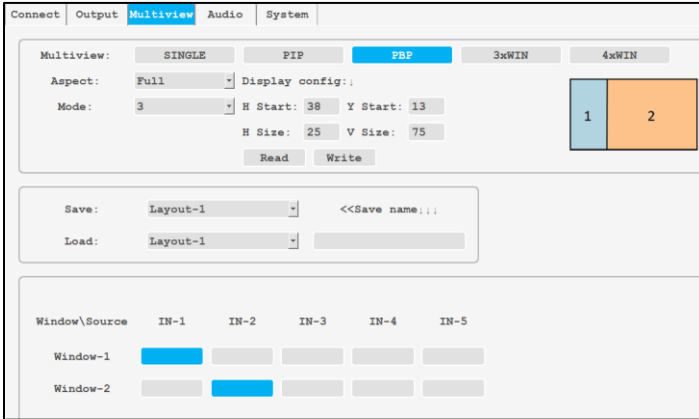 Connect Output Multiview Audio System
Multiview: SINGLE PIP PBP 3xWIN 4xWIN
Aspect: Full Display config:↓
Mode: 3 H Start: 38 Y Start: 13
H Size: 25 V Size: 75
Read Write
1 2
Save: Layout-1 <<Save name↓↓↓
Load: Layout-1
Window\Source IN-1 IN-2 IN-3 IN-4 IN-5
Window-1
Window-2